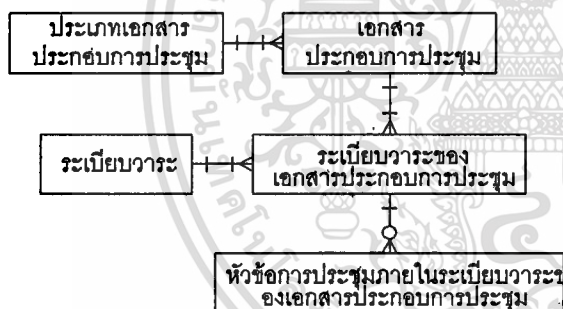 ประเภทเอกสาร
ประกอบการประชุม
เอกสาร
ประกอบการประชุม
ระเบียบวาระ
ระเบียบวาระของ
เอกสารประกอบการประชุม
หัวข้อการประชุมภายในระเบียบวาระข
องเอกสารประกอบการประชุม